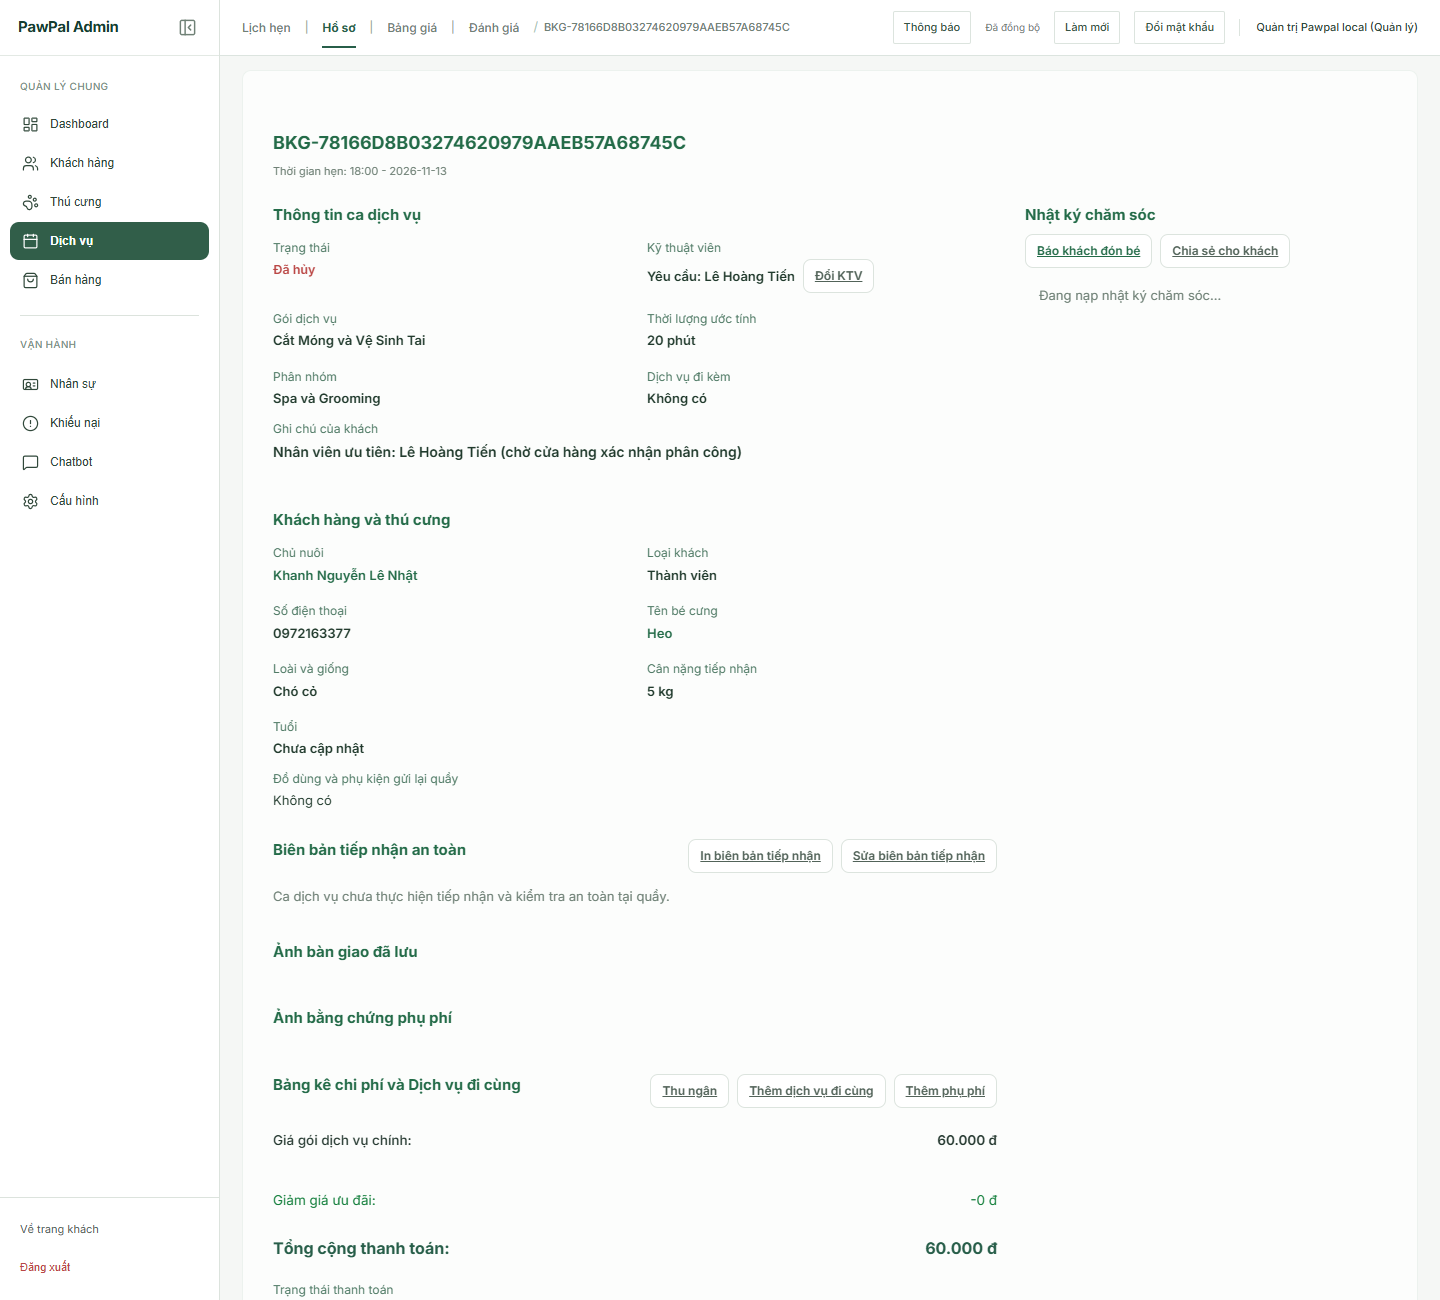 PawPal Admin
Lịch hẹn | Hồ sơ | Bảng giá | Đánh giá / BKG-78166D8B03274620979AAEB57A68745C
Thông báo
Đã đồng bộ
Làm mới
Đổi mật khẩu
Quản trị Pawpal local (Quản lý)
QUẢN LÝ CHUNG
Dashboard
Khách hàng
Thú cưng
Dịch vụ
Bán hàng
VẬN HÀNH
Nhân sự
Khiếu nại
Chatbot
Cấu hình
Về trang khách
Đăng xuất
BKG-78166D8B03274620979AAEB57A68745C
Thời gian hẹn: 18:00 - 2026-11-13
Thông tin ca dịch vụ
Trạng thái
Đã hủy
Kỹ thuật viên
Yêu cầu: Lê Hoàng Tiến
Đổi KTV
Gói dịch vụ
Cắt Móng và Vệ Sinh Tai
Thời lượng ước tính
20 phút
Phân nhóm
Spa và Grooming
Dịch vụ đi kèm
Không có
Ghi chú của khách
Nhân viên ưu tiên: Lê Hoàng Tiến (chờ cửa hàng xác nhận phân công)
Khách hàng và thú cưng
Chủ nuôi
Khanh Nguyễn Lê Nhật
Loại khách
Thành viên
Số điện thoại
0972163377
Tên bé cưng
Heo
Loài và giống
Chó cỏ
Cân nặng tiếp nhận
5 kg
Tuổi
Chưa cập nhật
Đồ dùng và phụ kiện gửi lại quầy
Không có
Biên bản tiếp nhận an toàn
In biên bản tiếp nhận
Sửa biên bản tiếp nhận
Ca dịch vụ chưa thực hiện tiếp nhận và kiểm tra an toàn tại quầy.
Ảnh bàn giao đã lưu
Ảnh bằng chứng phụ phí
Bảng kê chi phí và Dịch vụ đi cùng
Thu ngân
Thêm dịch vụ đi cùng
Thêm phụ phí
Giá gói dịch vụ chính:
60.000 đ
Giảm giá ưu đãi:
-0 đ
Tổng cộng thanh toán:
60.000 đ
Trạng thái thanh toán
Nhật ký chăm sóc
Báo khách đón bé
Chia sẻ cho khách
Đang nạp nhật ký chăm sóc...